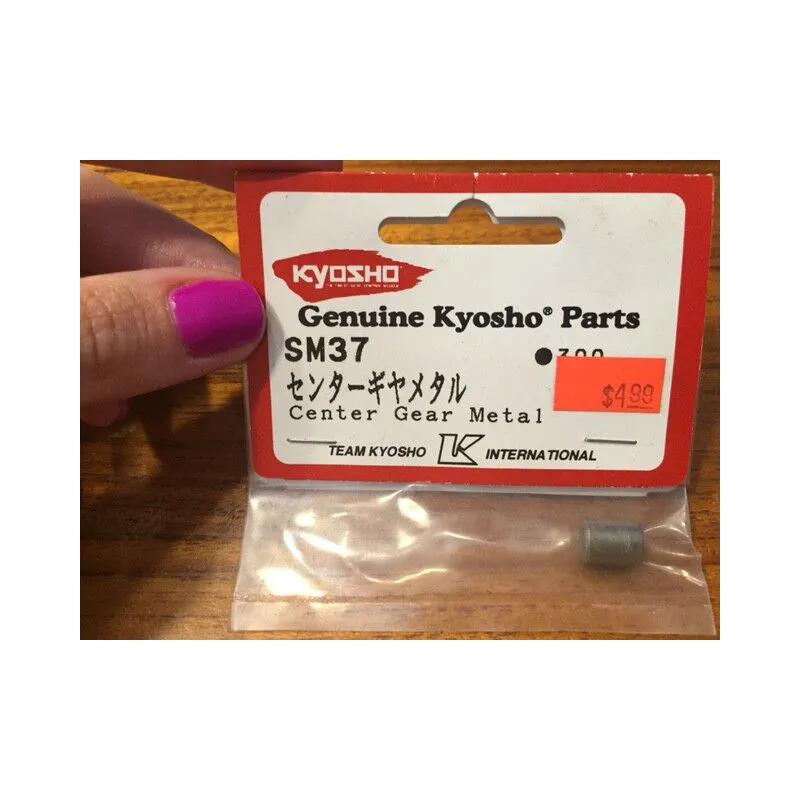 KYOSHO
Genuine Kyosho® Parts
SM37
センターギヤメタル
$4.99
Center Gear Metal
TEAM KYOSHO K INTERNATIONAL